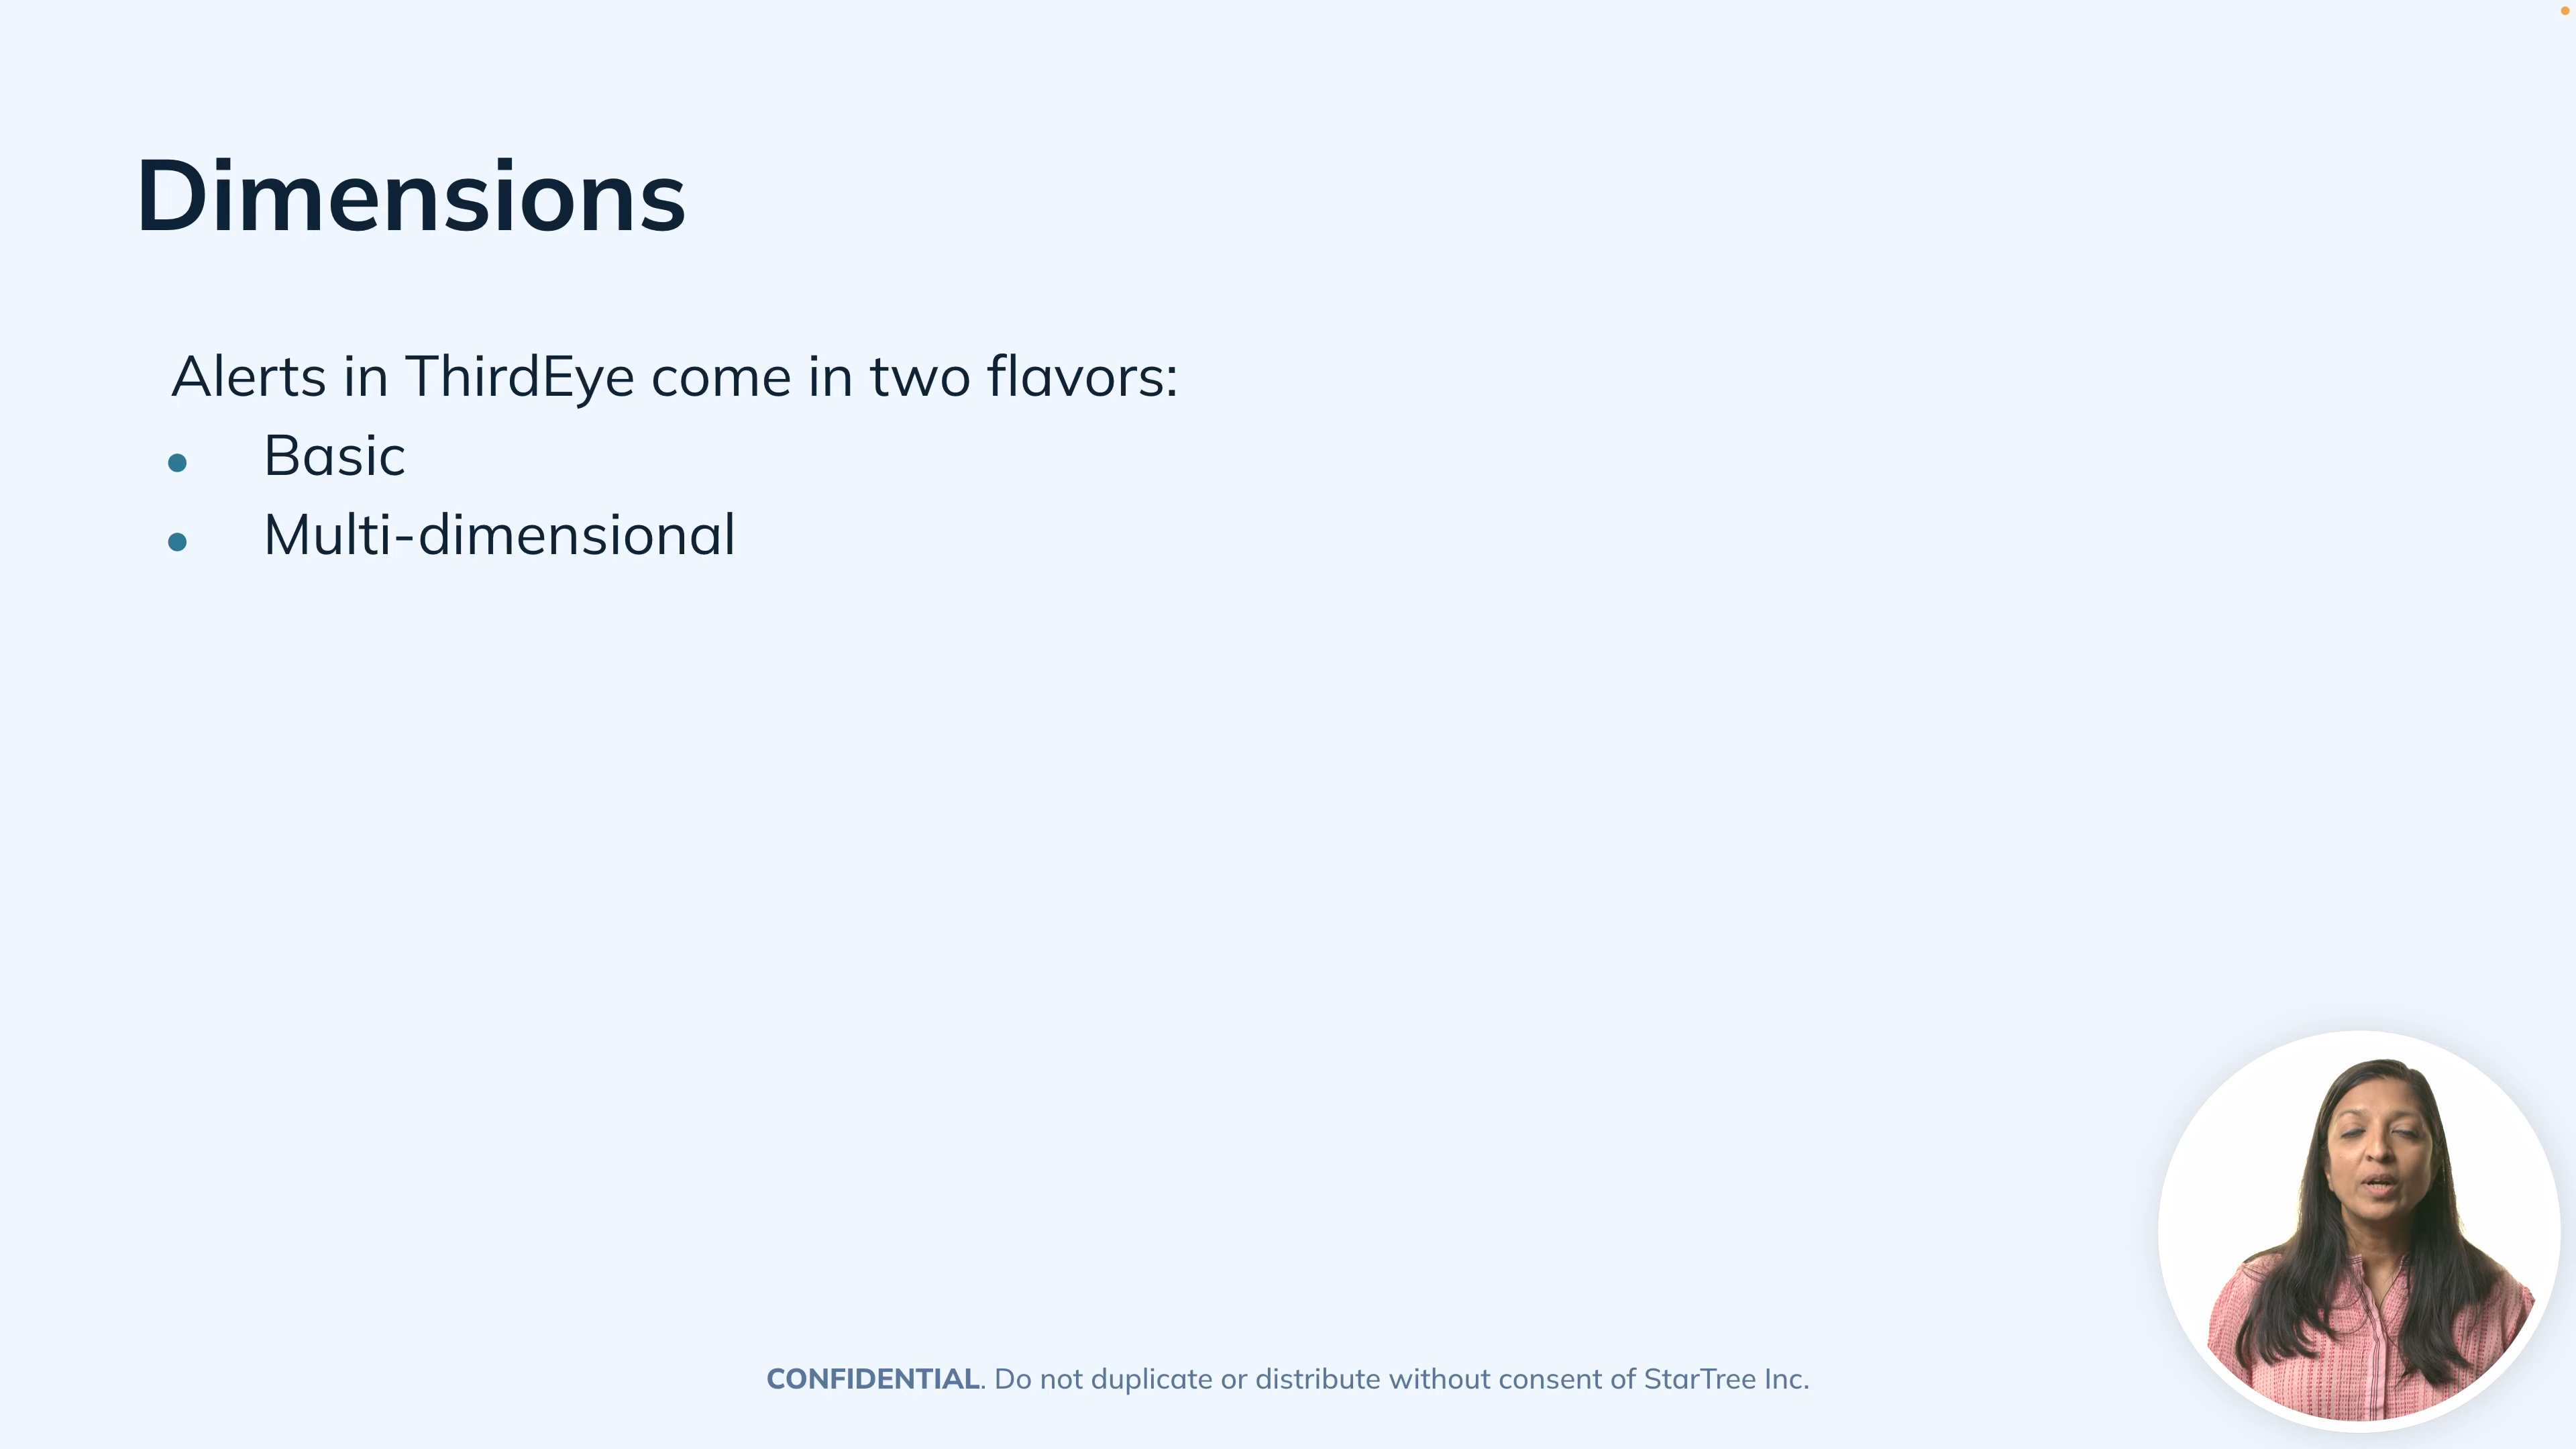 Dimensions
Alerts in ThirdEye come in two flavors:
• Basic
• Multi-dimensional
CONFIDENTIAL. Do not duplicate or distribute without consent of StarTree Inc.